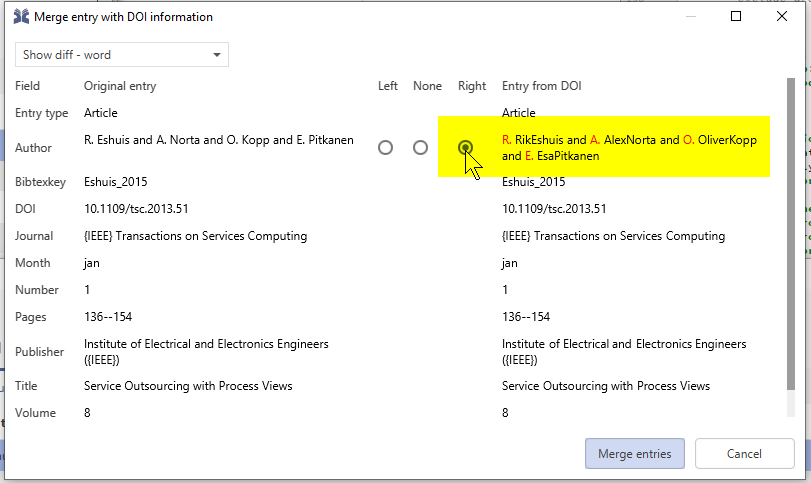 Merge entry with DOI information
Show diff - word
Field Original entry Left None Right Entry from DOI
Entry type Article Article
Author R. Eshuis and A. Norta and O. Kopp and E. Pitkanen R. RikEshuis and A. AlexNorta and O. OliverKopp
and E. EsaPitkanen
Bibtexkey Eshuis_2015 Eshuis_2015
DOI 10.1109/tsc.2013.51 10.1109/tsc.2013.51
Journal {IEEE} Transactions on Services Computing {IEEE} Transactions on Services Computing
Month jan jan
Number 1 1
Pages 136--154 136--154
Publisher Institute of Electrical and Electronics Engineers Institute of Electrical and Electronics Engineers
({IEEE}) ({IEEE})
Title Service Outsourcing with Process Views Service Outsourcing with Process Views
Volume 8 8
Merge entries Cancel